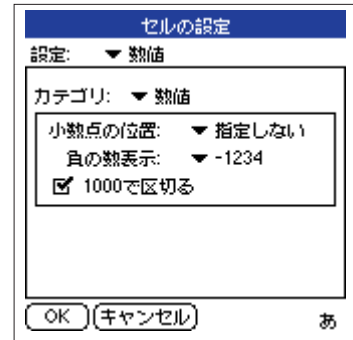 セルの設定
設定: ▼ 数値
カテゴリ: ▼ 数値
小数点の位置: ▼ 指定しない
負の数表示: ▼ -1234
1000で区切る
OK キャンセル あ